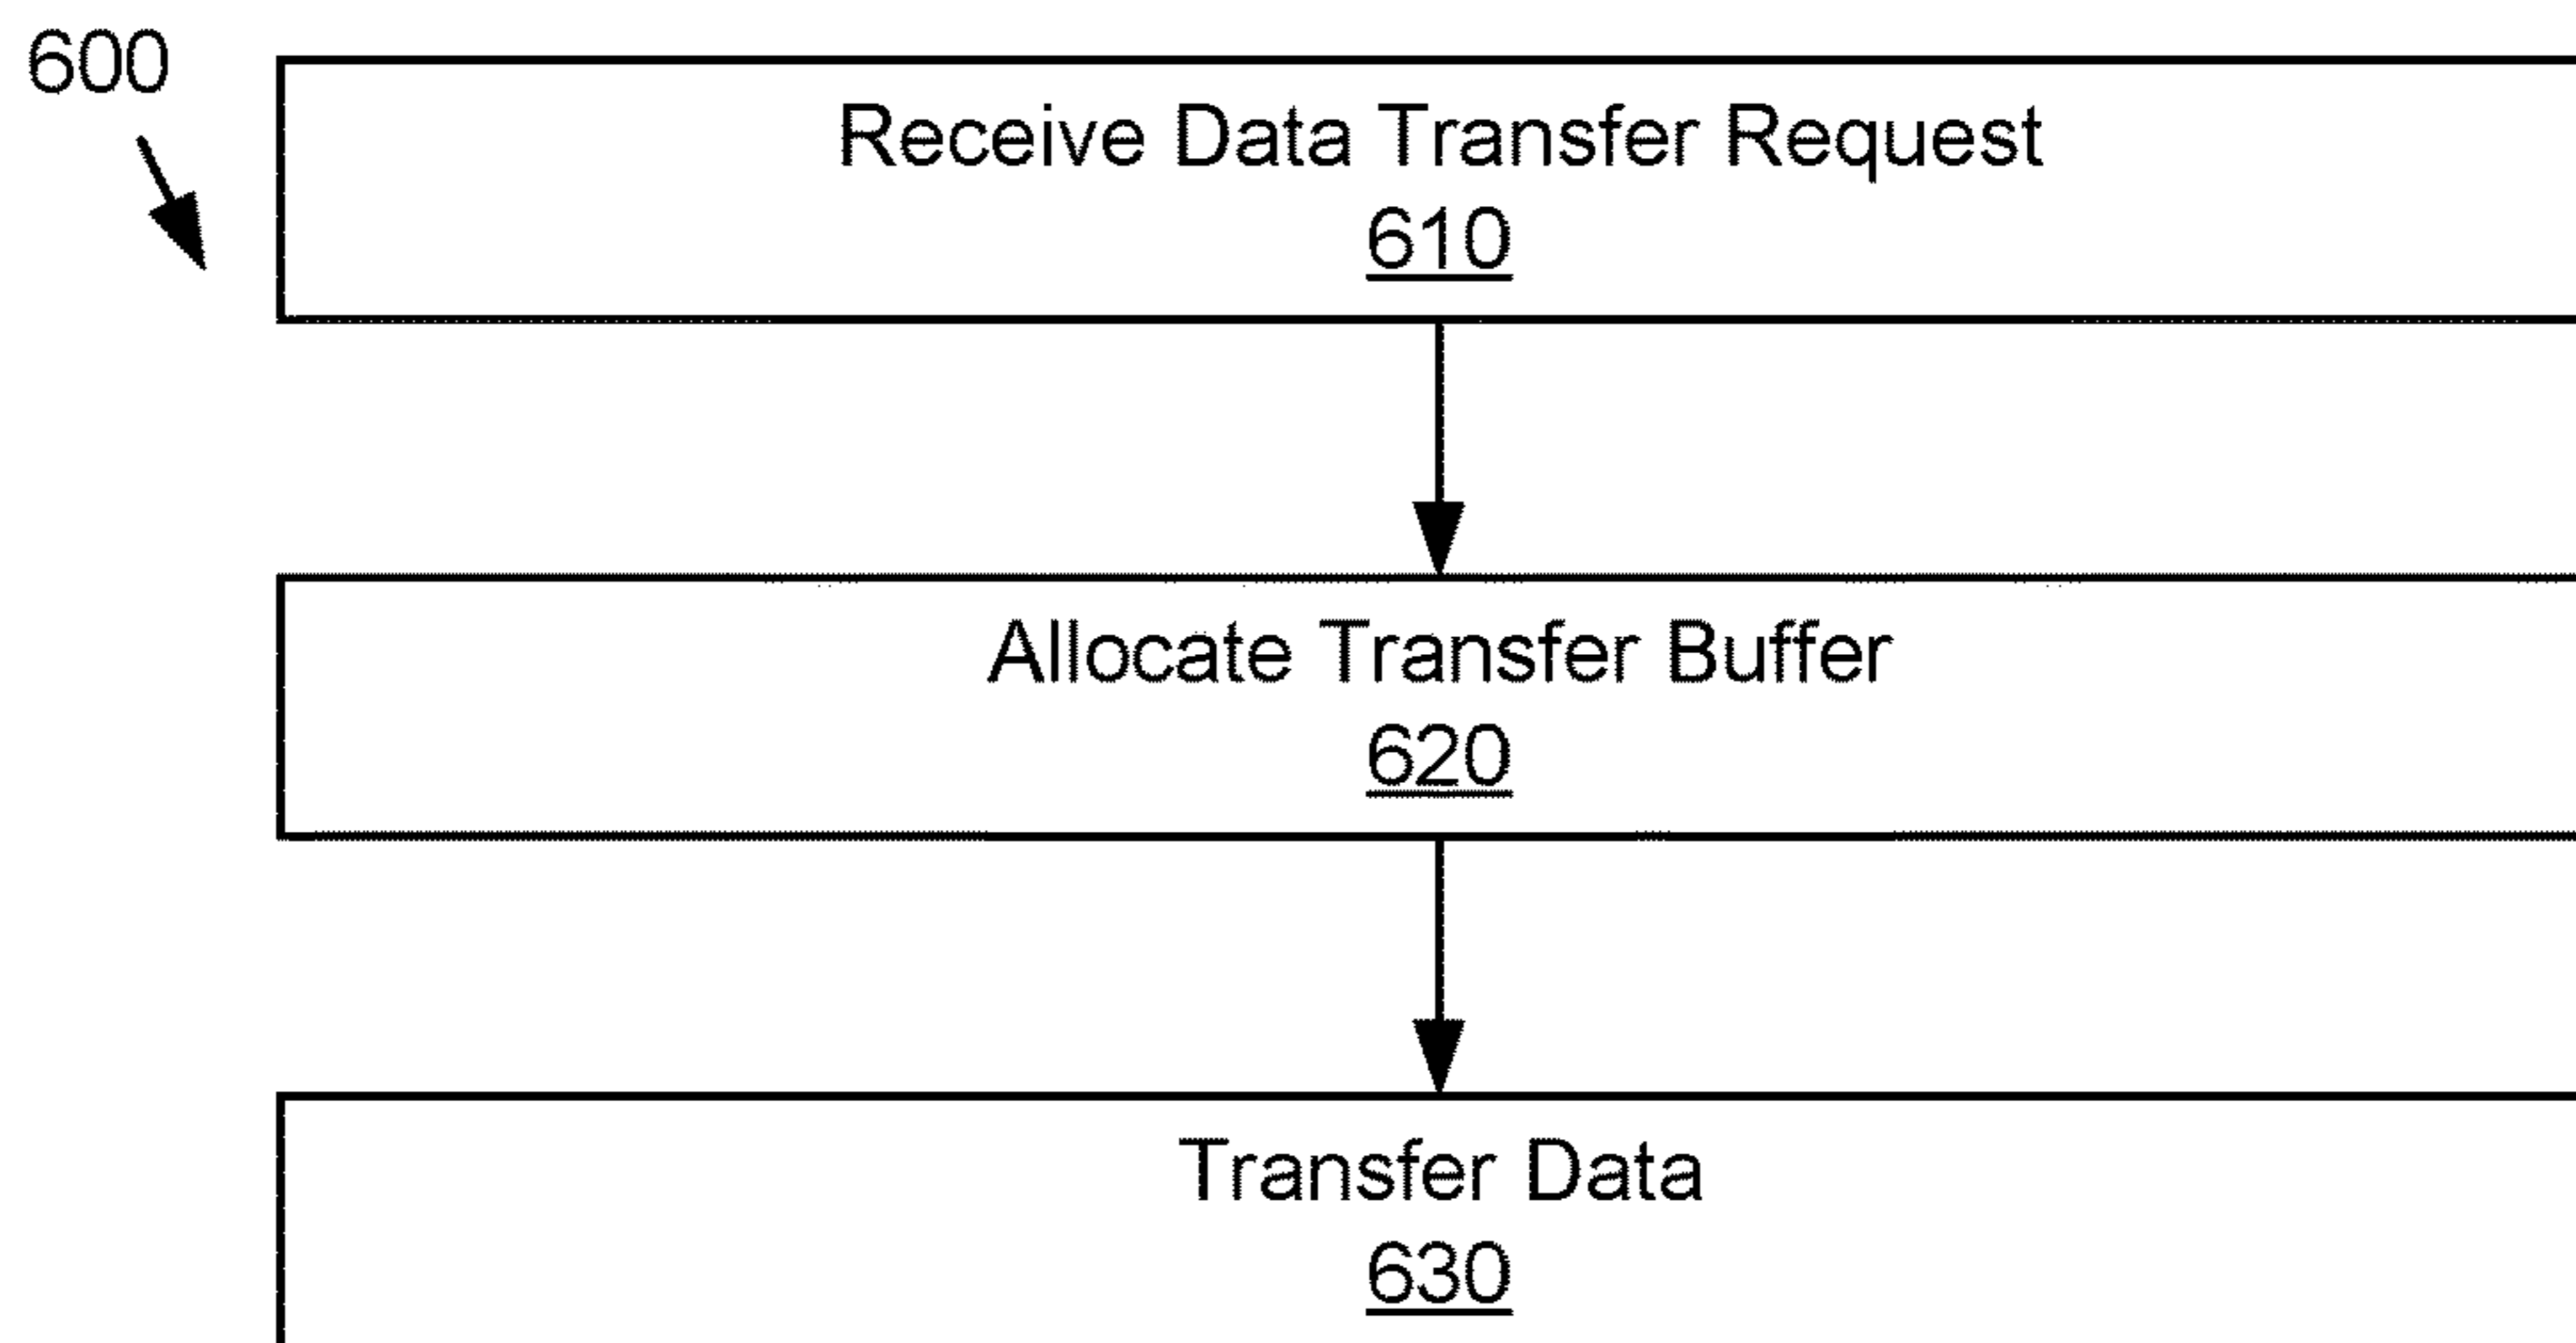 600
Receive Data Transfer Request
610
Allocate Transfer Buffer
620
Transfer Data
630